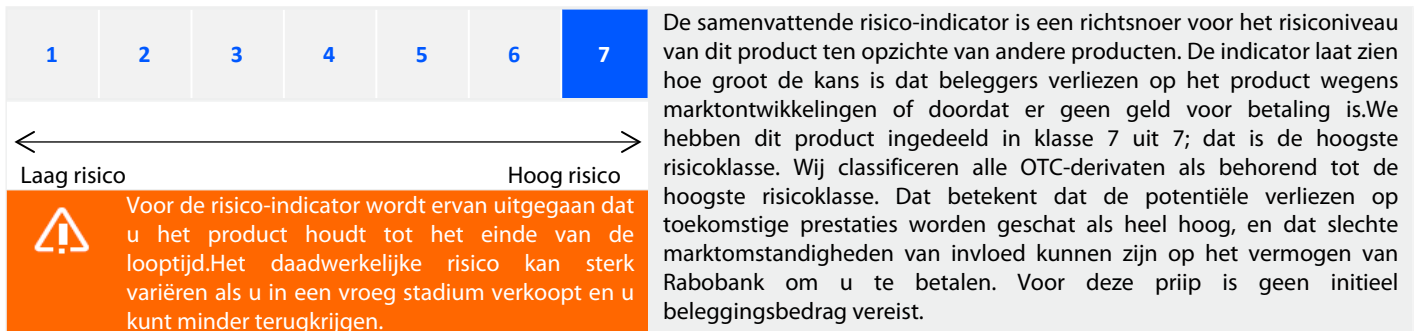 1 2 3 4 5 6 7
Laag risico Hoog risico
Voor de risico-indicator wordt ervan uitgegaan dat
u het product houdt tot het einde van de
looptijd.Het daadwerkelijke risico kan sterk
variëren als u in een vroeg stadium verkoopt en u
kunt minder terugkrijgen.
De samenvattende risico-indicator is een richtsnoer voor het risiconiveau
van dit product ten opzichte van andere producten. De indicator laat zien
hoe groot de kans is dat beleggers verliezen op het product wegens
marktontwikkelingen of doordat er geen geld voor betaling is.We
hebben dit product ingedeeld in klasse 7 uit 7; dat is de hoogste
risicoklasse. Wij classificeren alle OTC-derivaten als behorend tot de
hoogste risicoklasse. Dat betekent dat de potentiële verliezen op
toekomstige prestaties worden geschat als heel hoog, en dat slechte
marktomstandigheden van invloed kunnen zijn op het vermogen van
Rabobank om u te betalen. Voor deze priip is geen initieel
beleggingsbedrag vereist.